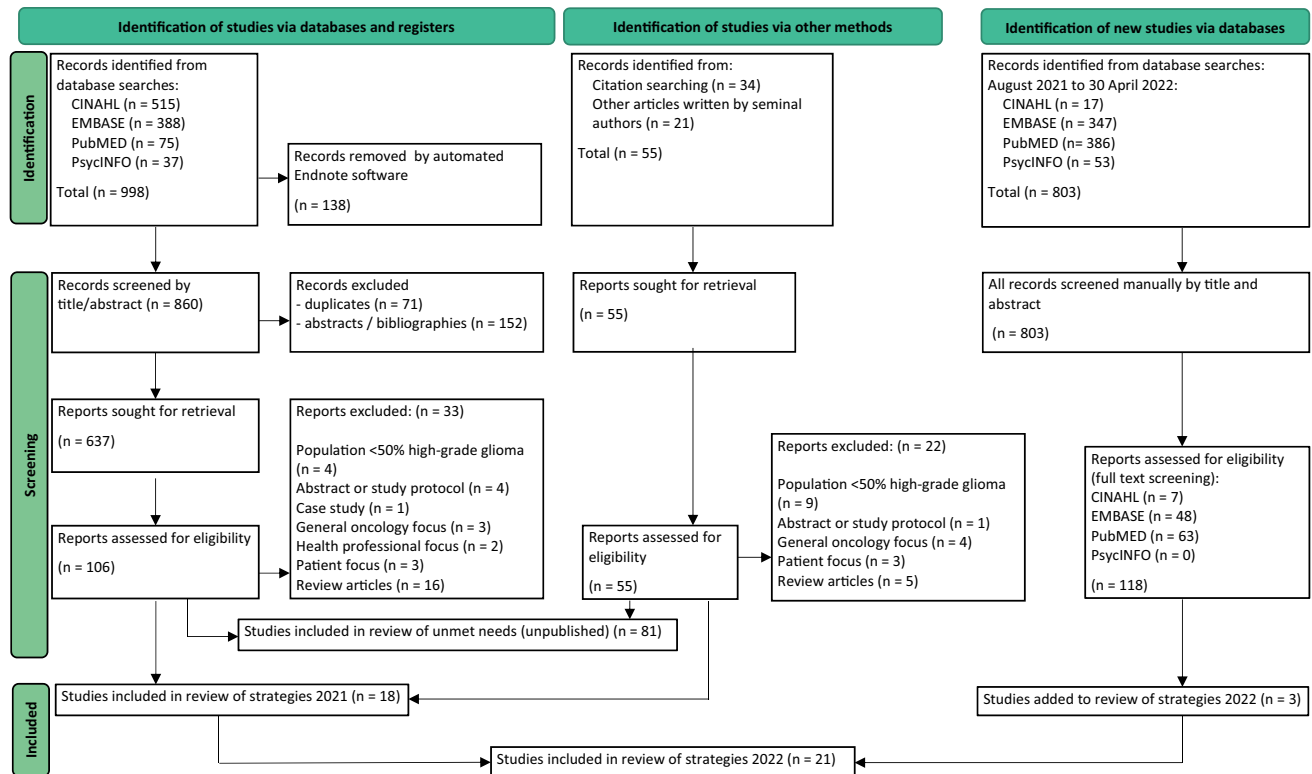 Identification of studies via databases and registers
Identification of studies via other methods
Identification of new studies via databases
Identification
Records identified from
database searches:
CINAHL (n = 515)
EMBASE (n = 388)
PubMED (n = 75)
PsycINFO (n = 37)
Total (n = 998)
Records removed by automated
Endnote software
(n = 138)
Records identified from:
Citation searching (n = 34)
Other articles written by seminal
authors (n = 21)
Total (n = 55)
Records identified from database searches:
August 2021 to 30 April 2022:
CINAHL (n = 17)
EMBASE (n = 347)
PubMED (n = 386)
PsycINFO (n = 53)
Total (n = 803)
Screening
Records screened by
title/abstract (n = 860)
Records excluded
- duplicates (n = 71)
- abstracts / bibliographies (n = 152)
Reports sought for retrieval
(n = 55)
All records screened manually by title and
abstract
(n = 803)
Reports sought for retrieval
(n = 637)
Reports excluded: (n = 33)
Population <50% high-grade glioma
(n = 4)
Abstract or study protocol (n = 4)
Case study (n = 1)
General oncology focus (n = 3)
Health professional focus (n = 2)
Patient focus (n = 3)
Review articles (n = 16)
Reports assessed for eligibility
(n = 106)
Reports assessed for
eligibility
(n = 55)
Reports excluded: (n = 22)
Population <50% high-grade glioma
(n = 9)
Abstract or study protocol (n = 1)
General oncology focus (n = 4)
Patient focus (n = 3)
Review articles (n = 5)
Reports assessed for eligibility
(full text screening):
CINAHL (n = 7)
EMBASE (n = 48)
PubMED (n = 63)
PsycINFO (n = 0)
(n = 118)
Studies included in review of unmet needs (unpublished) (n = 81)
Included
Studies included in review of strategies 2021 (n = 18)
Studies added to review of strategies 2022 (n = 3)
Studies included in review of strategies 2022 (n = 21)